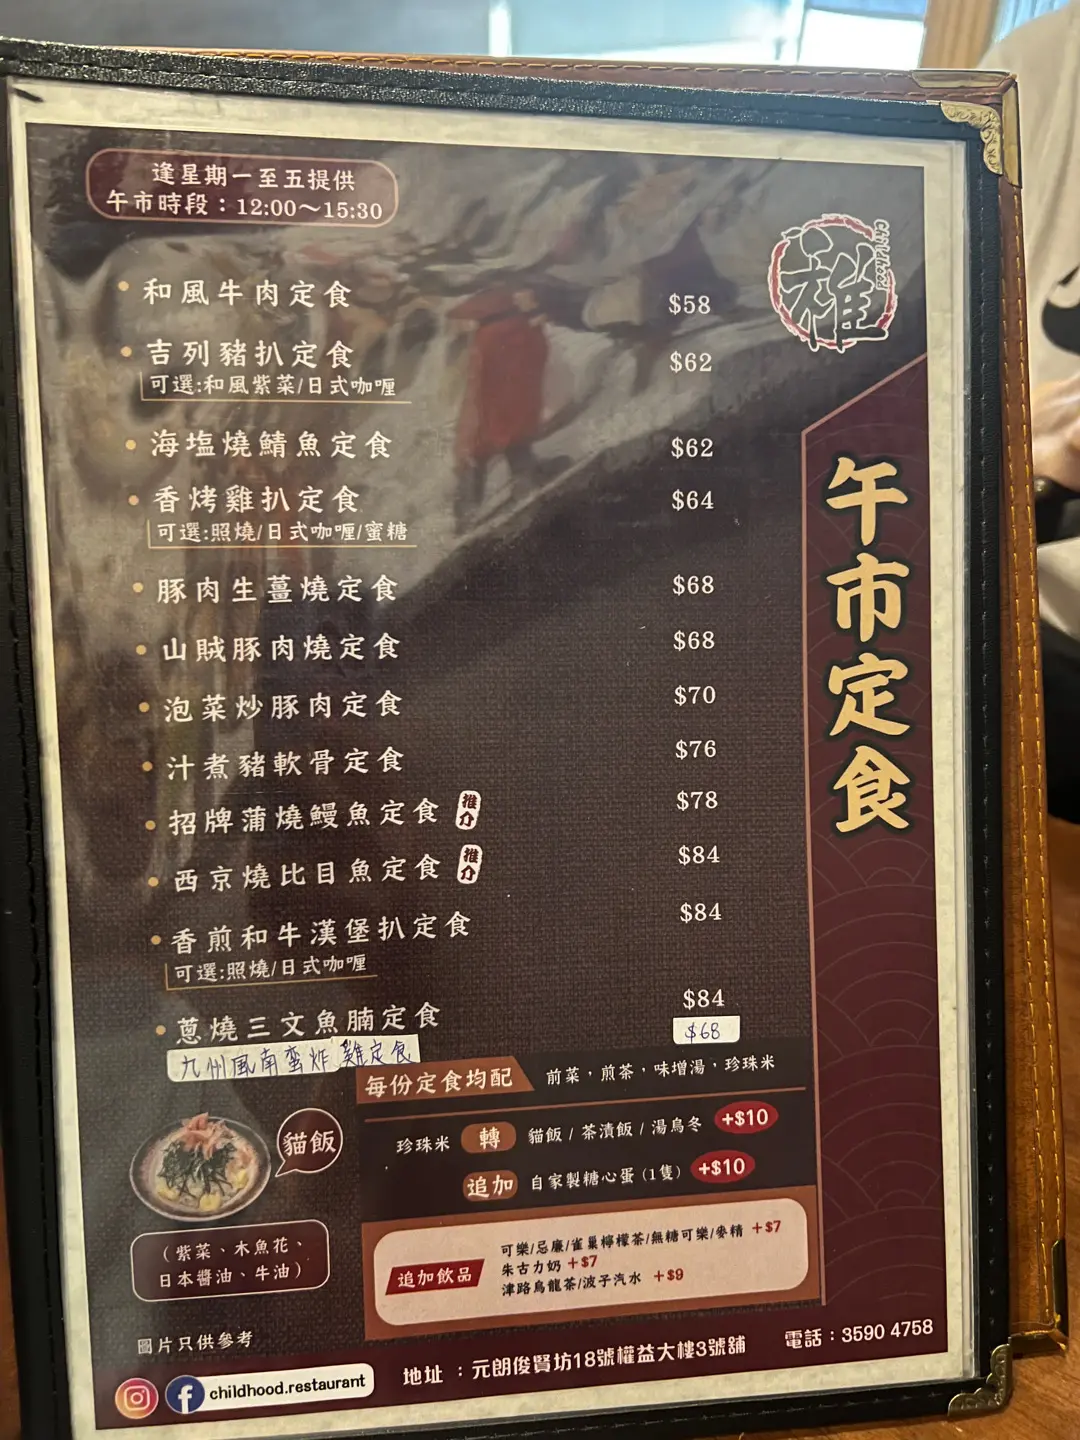 逢星期一至五提供
午市時段：12:00～15:30
稚
childhood
午市定食
和風牛肉定食 $58
吉列豬扒定食 $62
可選:和風紫菜/日式咖喱
海塩燒鯖魚定食 $62
香烤雞扒定食 $64
可選:照燒/日式咖喱/蜜糖
豚肉生薑燒定食 $68
山賊豚肉燒定食 $68
泡菜炒豚肉定食 $70
汁煮豬軟骨定食 $76
招牌蒲燒鰻魚定食 推介 $78
西京燒比目魚定食 推介 $84
香煎和牛漢堡扒定食 $84
可選:照燒/日式咖喱
蔥燒三文魚腩定食 $84
九州風南蛮炸雞定食 $68
每份定食均配 前菜，煎茶，味增湯，珍珠米
珍珠米 轉 貓飯 / 茶漬飯 / 湯烏冬 +$10
追加 自家製糖心蛋 (1隻) +$10
貓飯
（紫菜、木魚花、
日本醬油、牛油）
追加飲品
可樂/忌廉/雀巢檸檬茶/無糖可樂/麥精 +$7
朱古力奶 +$7
津路烏龍茶/波子汽水 +$9
圖片只供參考
childhood.restaurant
地址：元朗俊賢坊18號權益大樓3號舖
電話：3590 4758